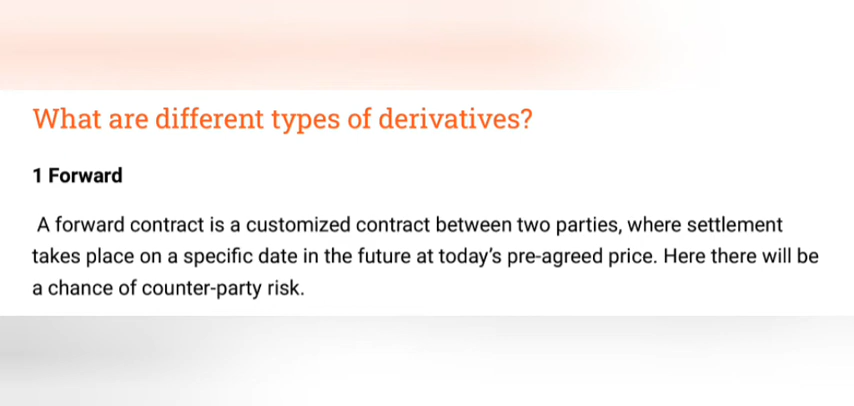 What are different types of derivatives?
1 Forward
A forward contract is a customized contract between two parties, where settlement
takes place on a specific date in the future at today's pre-agreed price. Here there will be
a chance of counter-party risk.